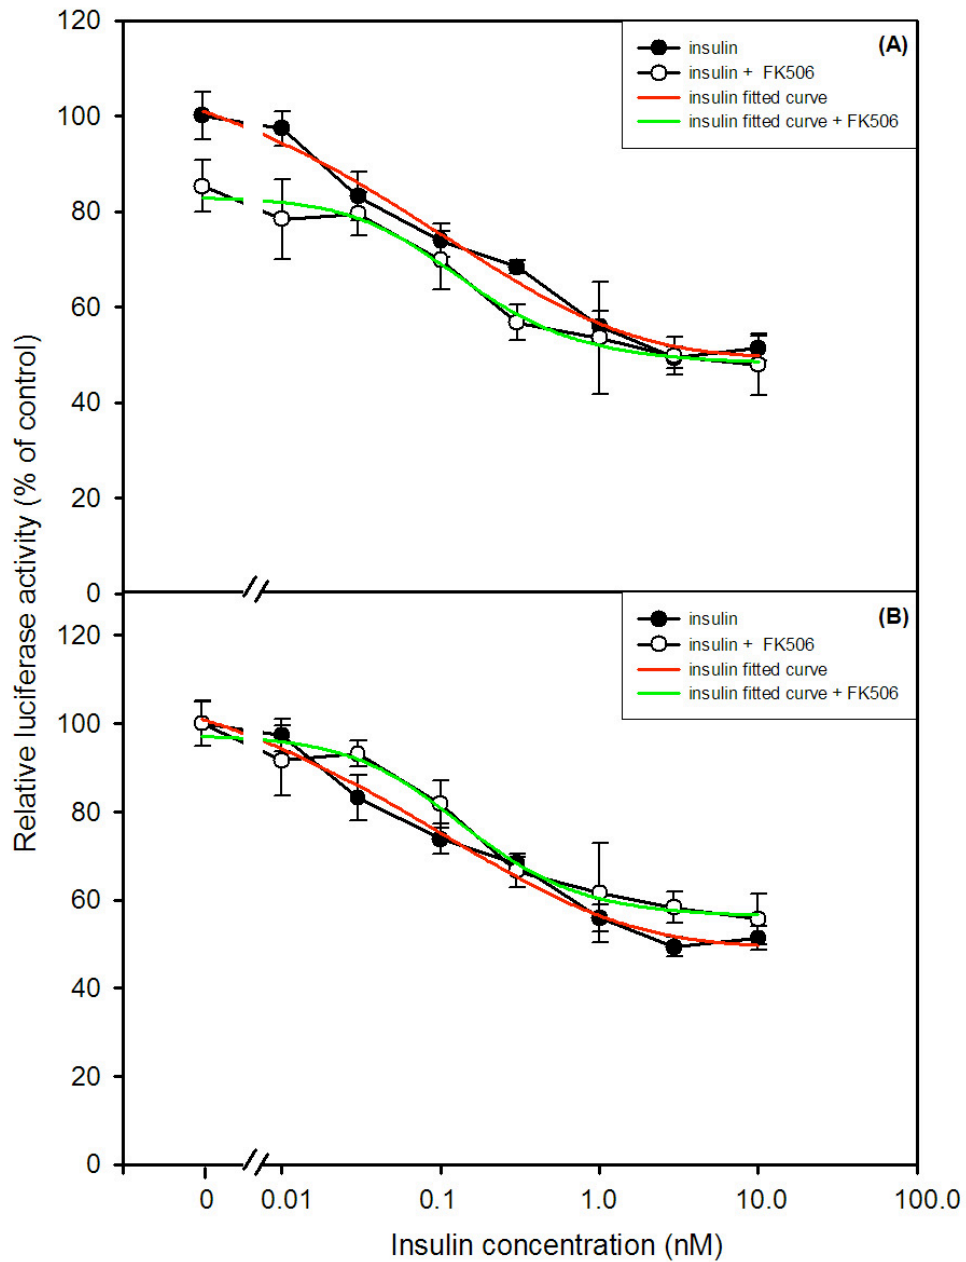 Relative luciferase activity (% of control)
120
100
80
60
40
20
0
(A)
insulin
insulin + FK506
insulin fitted curve
insulin fitted curve + FK506
120
100
80
60
40
20
0
(B)
insulin
insulin + FK506
insulin fitted curve
insulin fitted curve + FK506
0 0.01 0.1 1.0 10.0 100.0
Insulin concentration (nM)